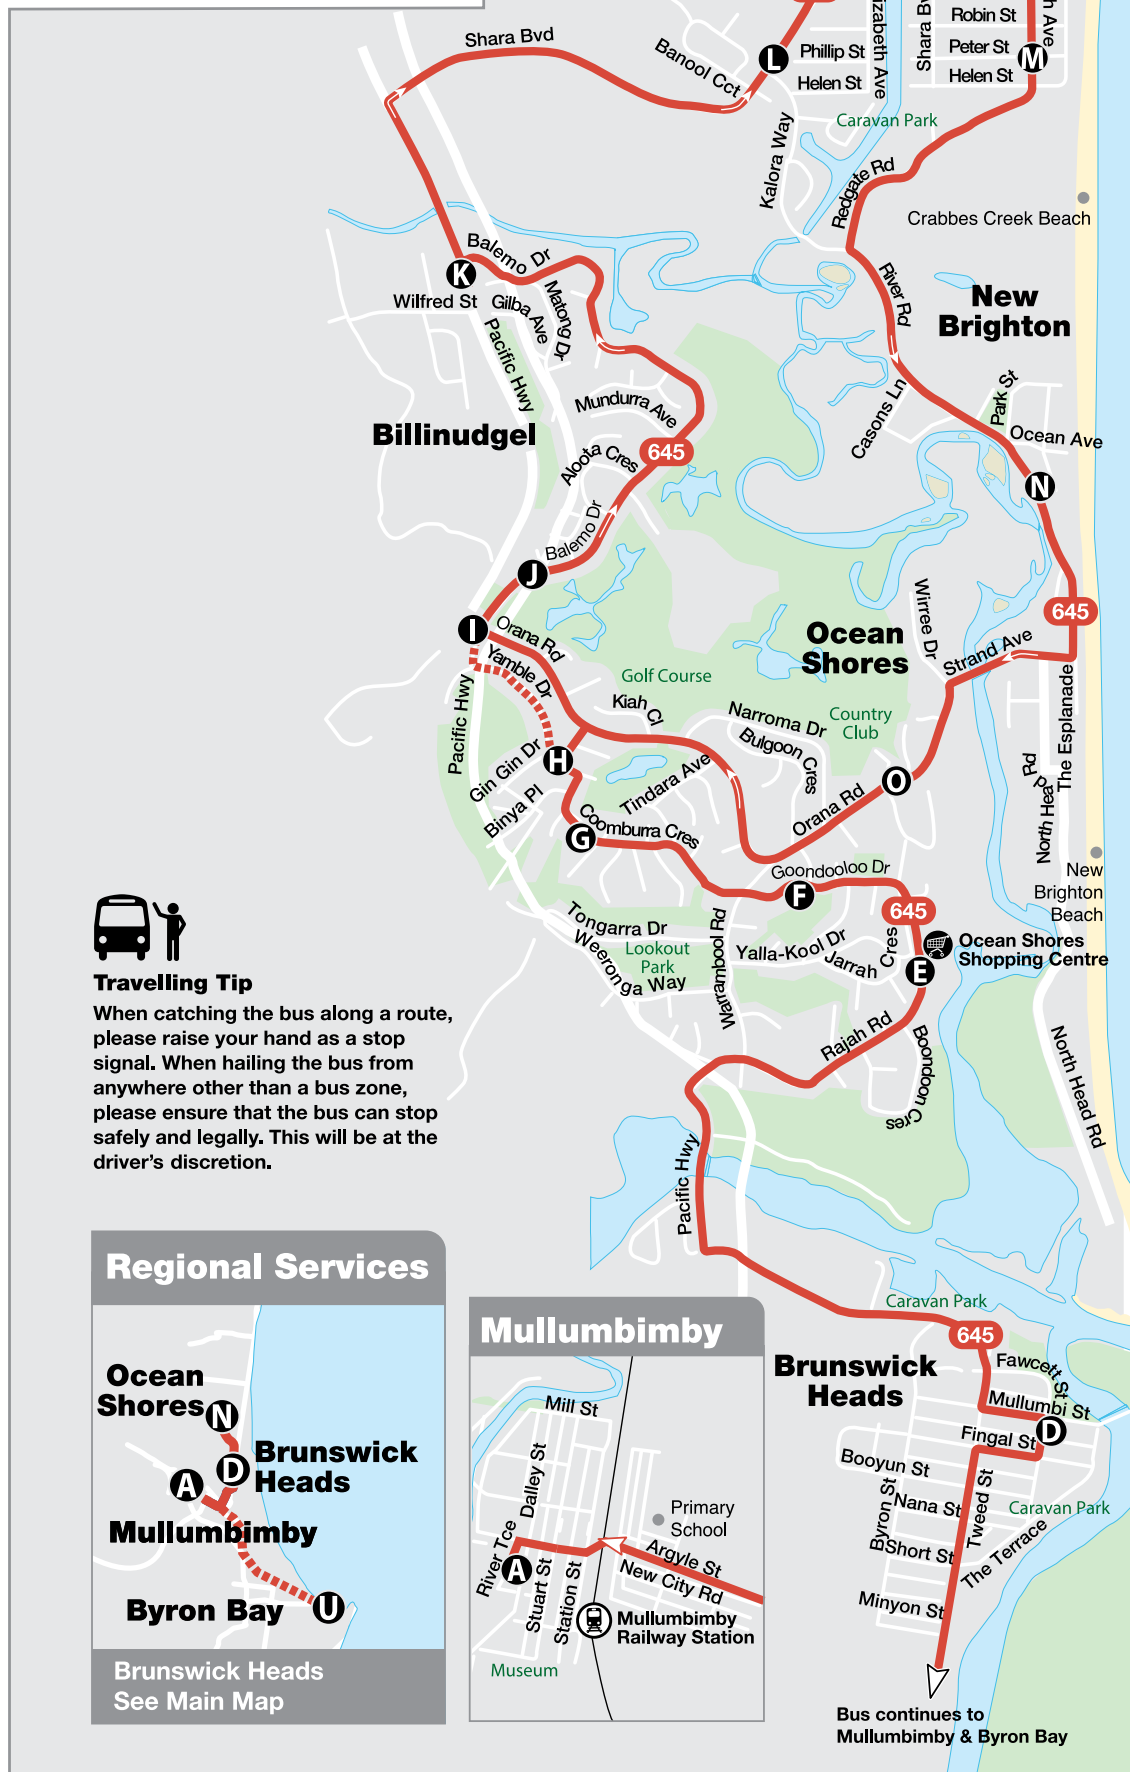 Shara Bvd
Banool Cct
L
Phillip St
Helen St
izabeth Ave
Shara Bv
Robin St
Peter St
Helen St
h Ave
M
Caravan Park
Kalora Way
Redgate Rd
Crabbes Creek Beach
K
Balemo Dr
Wilfred St
Gilba Ave
Matong Dr
Pacific Hwy
River Rd
New
Brighton
Mundurra Ave
Billinudgel
Aloota Cres
645
Casons Ln
Park St
Ocean Ave
N
Balemo Dr
J
I
Orana Rd
Yamble Dr
Pacific Hwy
Ocean
Shores
Wirree Dr
Strand Ave
645
The Esplanade
Golf Course
Kiah Cl
Narroma Dr
Bulgoon Cres
Country
Club
H
Gin Gin Dr
Binya Pl
Tindara Ave
O
Orana Rd
North Head Rd
G
Coomburra Cres
Goondooloo Dr
F
645
New
Brighton
Beach
Tongarra Dr
Weeronga Way
Lookout
Park
Warrambool Rd
Yalla-Kool Dr
Jarrah Cres
E
Ocean Shores
Shopping Centre
Travelling Tip
When catching the bus along a route,
please raise your hand as a stop
signal. When hailing the bus from
anywhere other than a bus zone,
please ensure that the bus can stop
safely and legally. This will be at the
driver's discretion.
Rajah Rd
Boondoon Cres
North Head Rd
Pacific Hwy
Regional Services
Ocean
Shores
N
Brunswick
Heads
D
A
Mullumbimby
Byron Bay
U
Brunswick Heads
See Main Map
Mullumbimby
Mill St
Dalley St
River Tce
A
Stuart St
Station St
Primary
School
Argyle St
New City Rd
Mullumbimby
Railway Station
Museum
Caravan Park
645
Brunswick
Heads
Fawcett St
Mullumbi St
D
Fingal St
Booyun St
Byron St
Nana St
Tweed St
Caravan Park
Short St
The Terrace
Minyon St
Bus continues to
Mullumbimby & Byron Bay